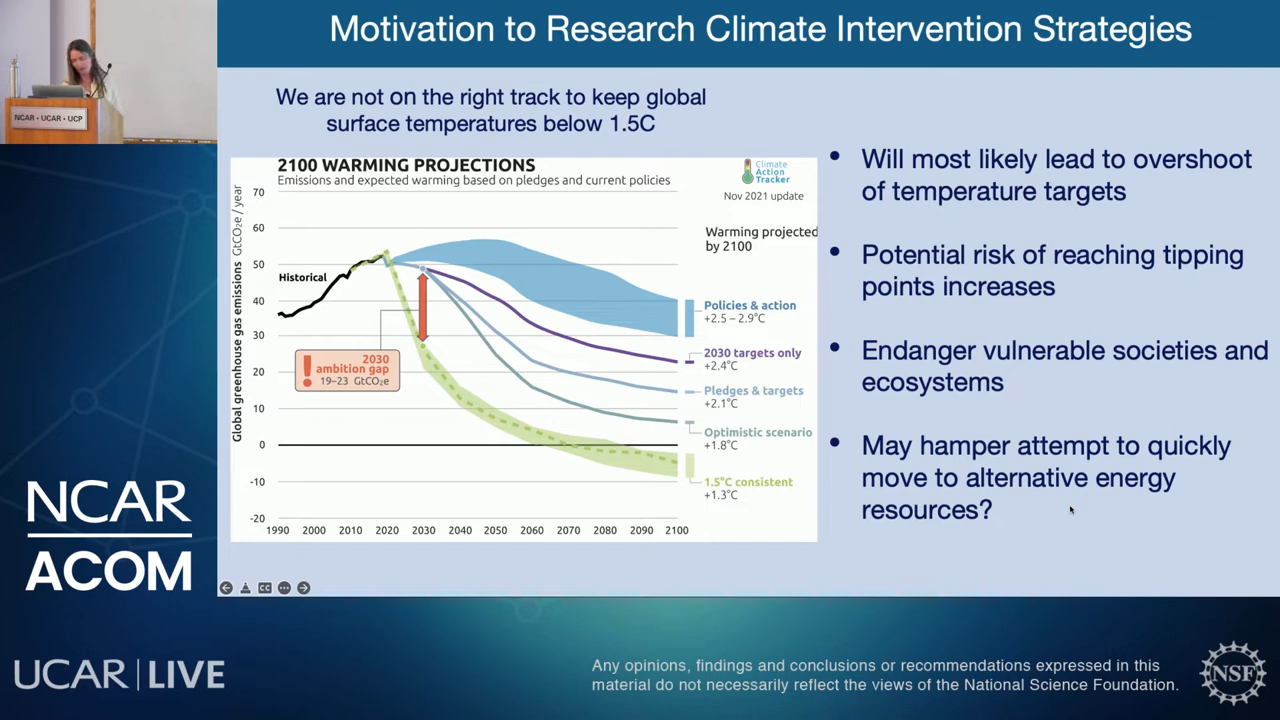 Motivation to Research Climate Intervention Strategies
NCAR • UCAR • UCP
We are not on the right track to keep global
surface temperatures below 1.5C
2100 WARMING PROJECTIONS
Emissions and expected warming based on pledges and current policies
Climate
Action
Tracker
Nov 2021 update
Global greenhouse gas emissions GtCO₂e / year
70
60
50
40
30
20
10
0
-10
-20
1990 2000 2010 2020 2030 2040 2050 2060 2070 2080 2090 2100
Historical
2030
ambition gap
19–23 GtCO₂e
Warming projected
by 2100
Policies & action
+2.5 – 2.9°C
2030 targets only
+2.4°C
Pledges & targets
+2.1°C
Optimistic scenario
+1.8°C
1.5°C consistent
+1.3°C
• Will most likely lead to overshoot
of temperature targets
• Potential risk of reaching tipping
points increases
• Endanger vulnerable societies and
ecosystems
• May hamper attempt to quickly
move to alternative energy
resources?
CC
NCAR
ACOM
UCAR | LIVE
Any opinions, findings and conclusions or recommendations expressed in this
material do not necessarily reflect the views of the National Science Foundation.
NSF